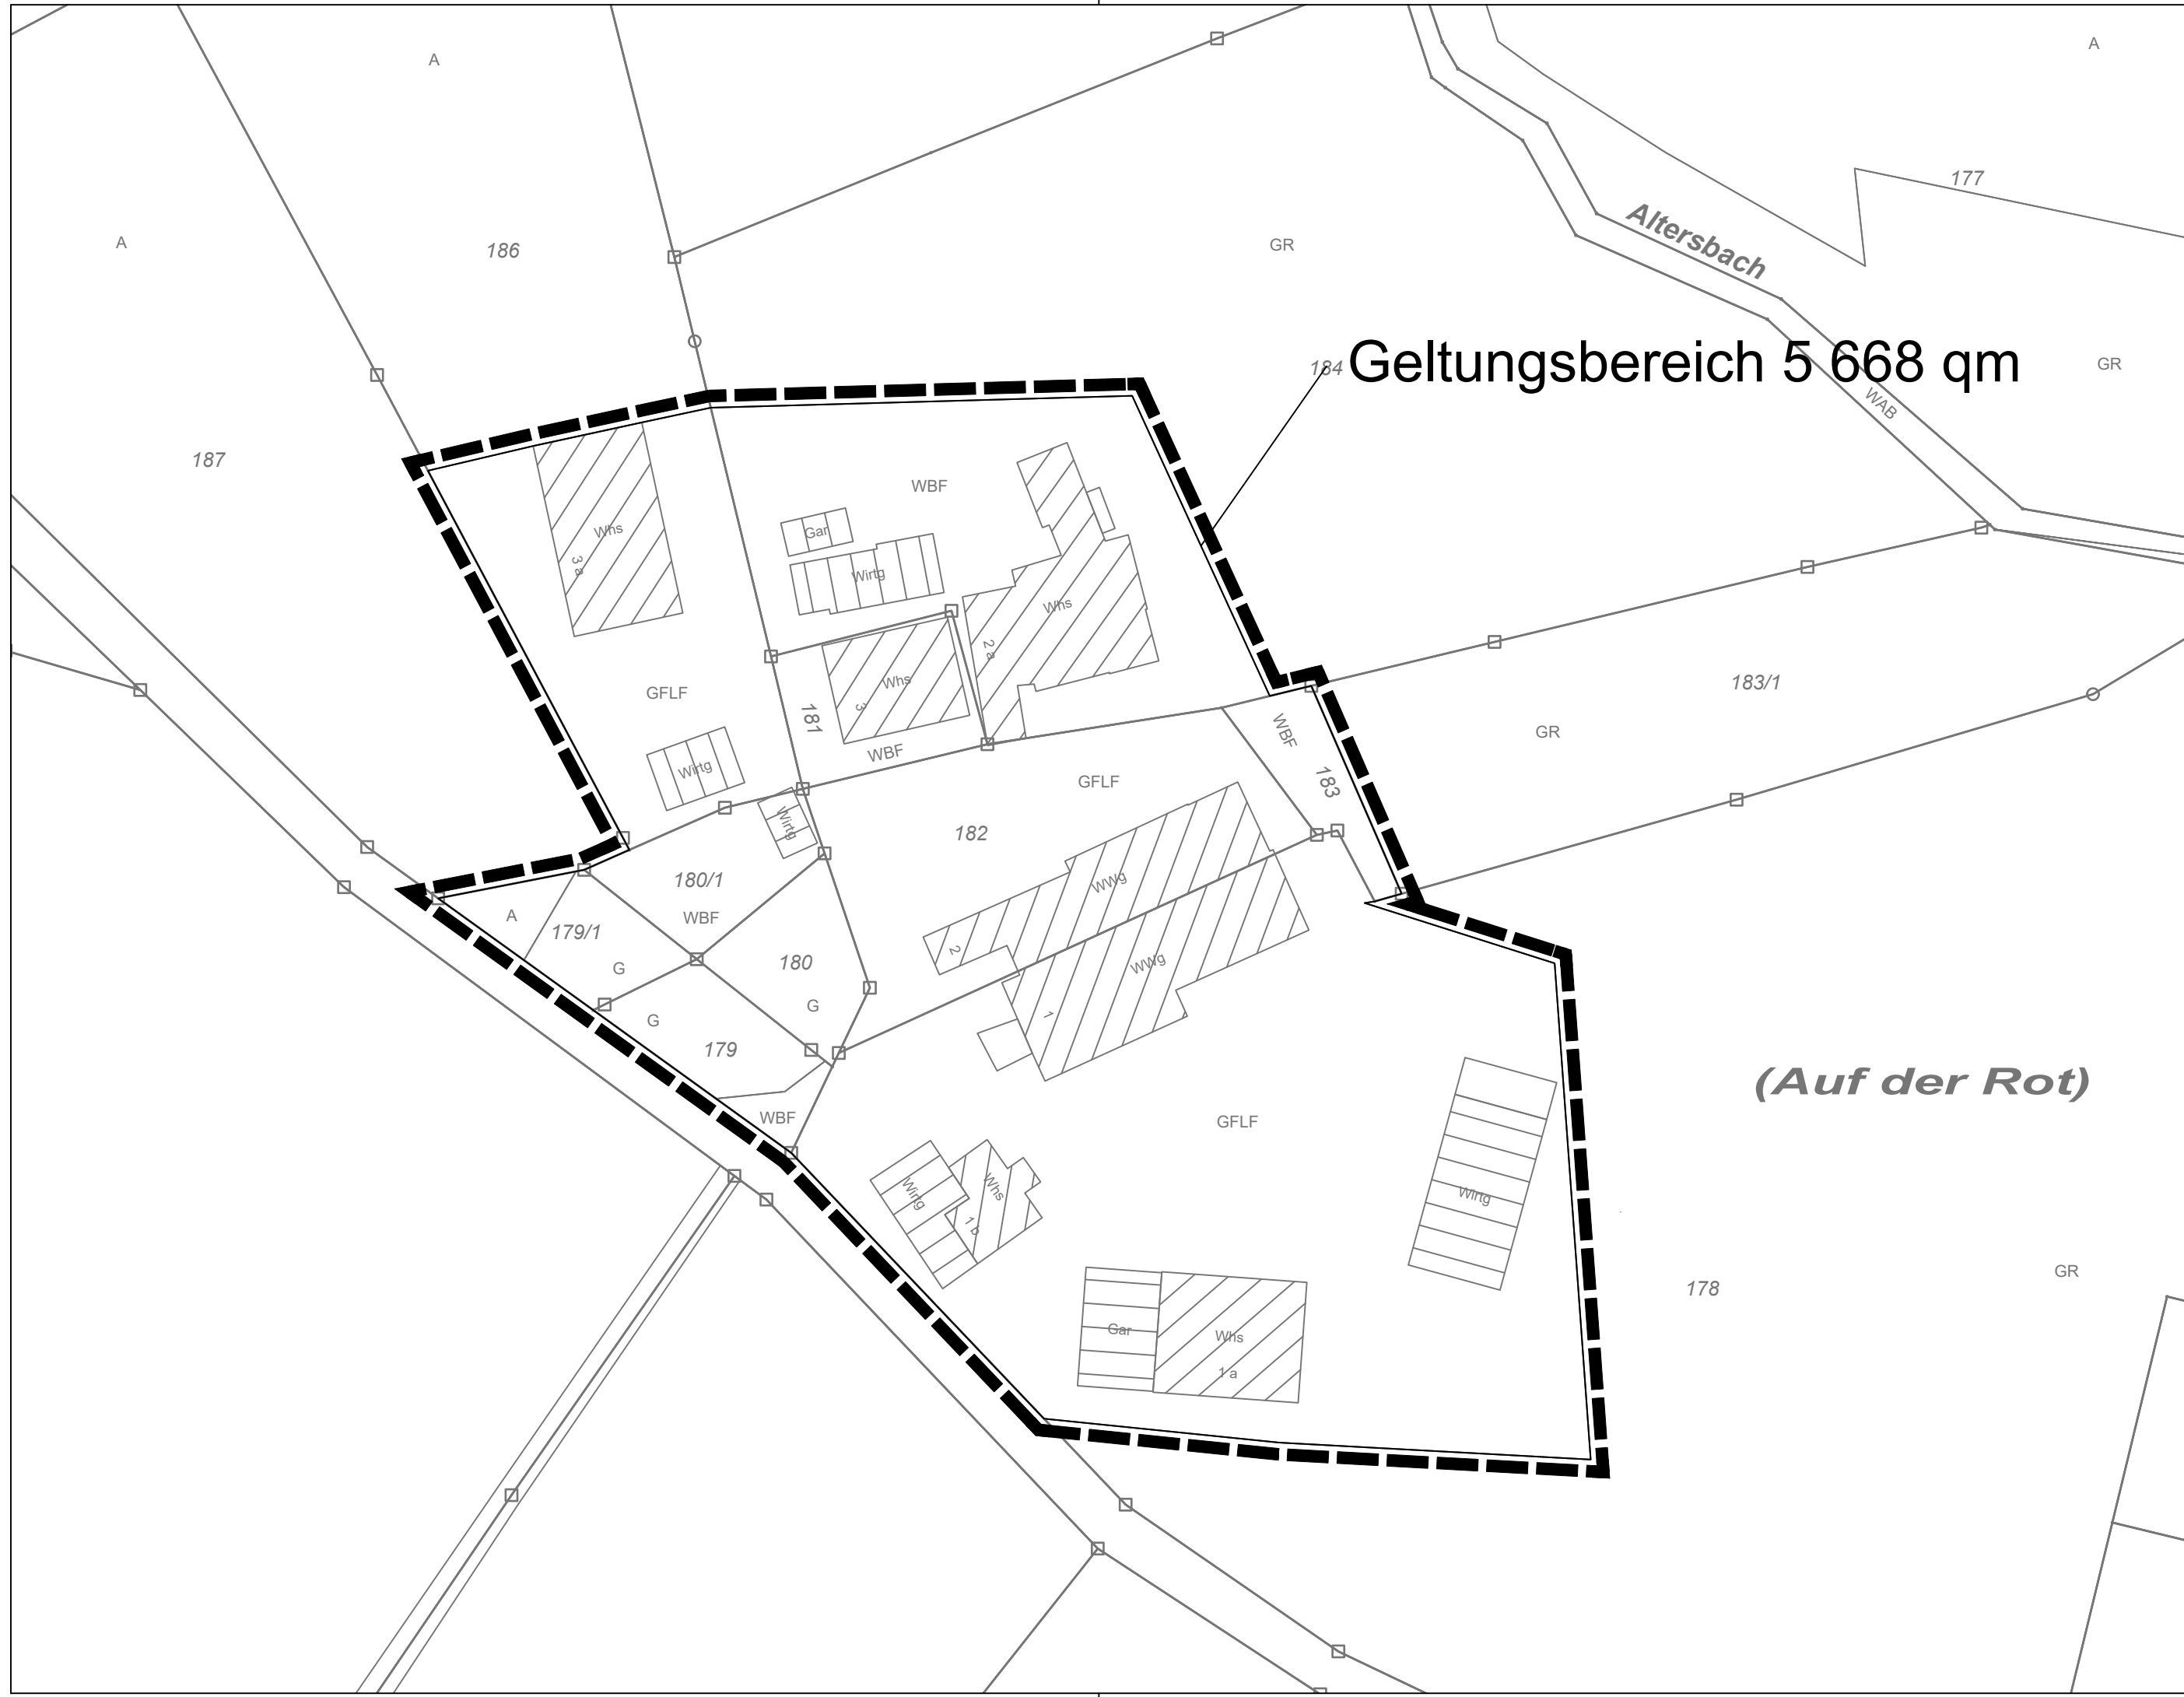 A
A
177
A
186
GR
Altersbach
184
Geltungsbereich 5 668 qm
GR
WAB
187
WBF
Gar
Whs
3 a
Wirtg
Whs
2 a
Whs
3
GFLF
183/1
181
WBF
GR
WBF
Wirtg
GFLF
183
Wirtg
182
180/1
WWg
WBF
A
179/1
2
180
G
WWg
G
G
1
179
(Auf der Rot)
WBF
GFLF
Whs
Wirtg
Wirtg
1 b
GR
178
Gar
Whs
1 a